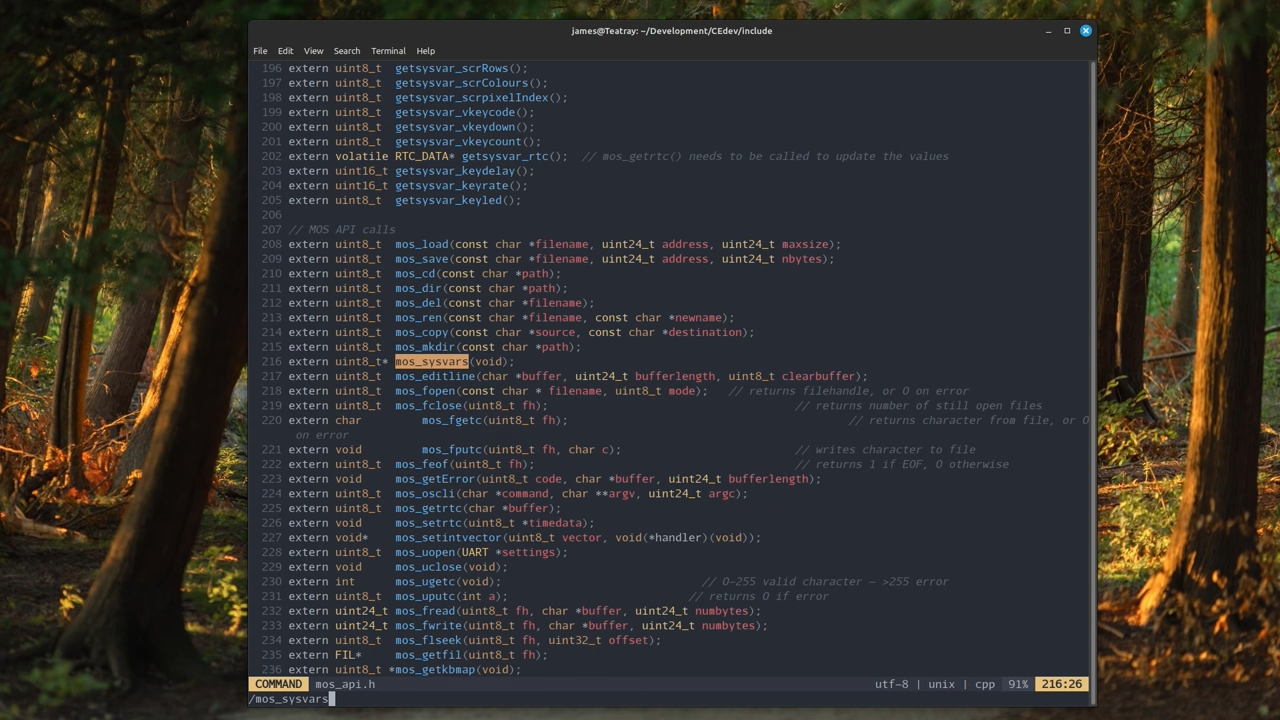 james@Teatray: ~/Development/CEdev/include
File Edit View Search Terminal Help
196 extern uint8_t  getsysvar_scrRows();
197 extern uint8_t  getsysvar_scrColours();
198 extern uint8_t  getsysvar_scrpixelIndex();
199 extern uint8_t  getsysvar_vkeycode();
200 extern uint8_t  getsysvar_vkeydown();
201 extern uint8_t  getsysvar_vkeycount();
202 extern volatile RTC_DATA* getsysvar_rtc();  // mos_getrtc() needs to be called to update the values
203 extern uint16_t getsysvar_keydelay();
204 extern uint16_t getsysvar_keyrate();
205 extern uint8_t  getsysvar_keyled();
206
207 // MOS API calls
208 extern uint8_t  mos_load(const char *filename, uint24_t address, uint24_t maxsize);
209 extern uint8_t  mos_save(const char *filename, uint24_t address, uint24_t nbytes);
210 extern uint8_t  mos_cd(const char *path);
211 extern uint8_t  mos_dir(const char *path);
212 extern uint8_t  mos_del(const char *filename);
213 extern uint8_t  mos_ren(const char *filename, const char *newname);
214 extern uint8_t  mos_copy(const char *source, const char *destination);
215 extern uint8_t  mos_mkdir(const char *path);
216 extern uint8_t* mos_sysvars(void);
217 extern uint8_t  mos_editline(char *buffer, uint24_t bufferlength, uint8_t clearbuffer);
218 extern uint8_t  mos_fopen(const char * filename, uint8_t mode);   // returns filehandle, or 0 on error
219 extern uint8_t  mos_fclose(uint8_t fh);                                     // returns number of still open files
220 extern char         mos_fgetc(uint8_t fh);                                          // returns character from file, or 0
on error
221 extern void         mos_fputc(uint8_t fh, char c);                          // writes character to file
222 extern uint8_t  mos_feof(uint8_t fh);                                       // returns 1 if EOF, 0 otherwise
223 extern void     mos_getError(uint8_t code, char *buffer, uint24_t bufferlength);
224 extern uint8_t  mos_oscli(char *command, char **argv, uint24_t argc);
225 extern uint8_t  mos_getrtc(char *buffer);
226 extern void     mos_setrtc(uint8_t *timedata);
227 extern void*    mos_setintvector(uint8_t vector, void(*handler)(void));
228 extern uint8_t  mos_uopen(UART *settings);
229 extern void     mos_uclose(void);
230 extern int      mos_ugetc(void);                              // 0-255 valid character - >255 error
231 extern uint8_t  mos_uputc(int a);                           // returns 0 if error
232 extern uint24_t mos_fread(uint8_t fh, char *buffer, uint24_t numbytes);
233 extern uint24_t mos_fwrite(uint8_t fh, char *buffer, uint24_t numbytes);
234 extern uint8_t  mos_flseek(uint8_t fh, uint32_t offset);
235 extern FIL*     mos_getfil(uint8_t fh);
236 extern uint8_t *mos_getkbmap(void);
COMMAND mos_api.h utf-8 | unix | cpp 91% 216:26
/mos_sysvars